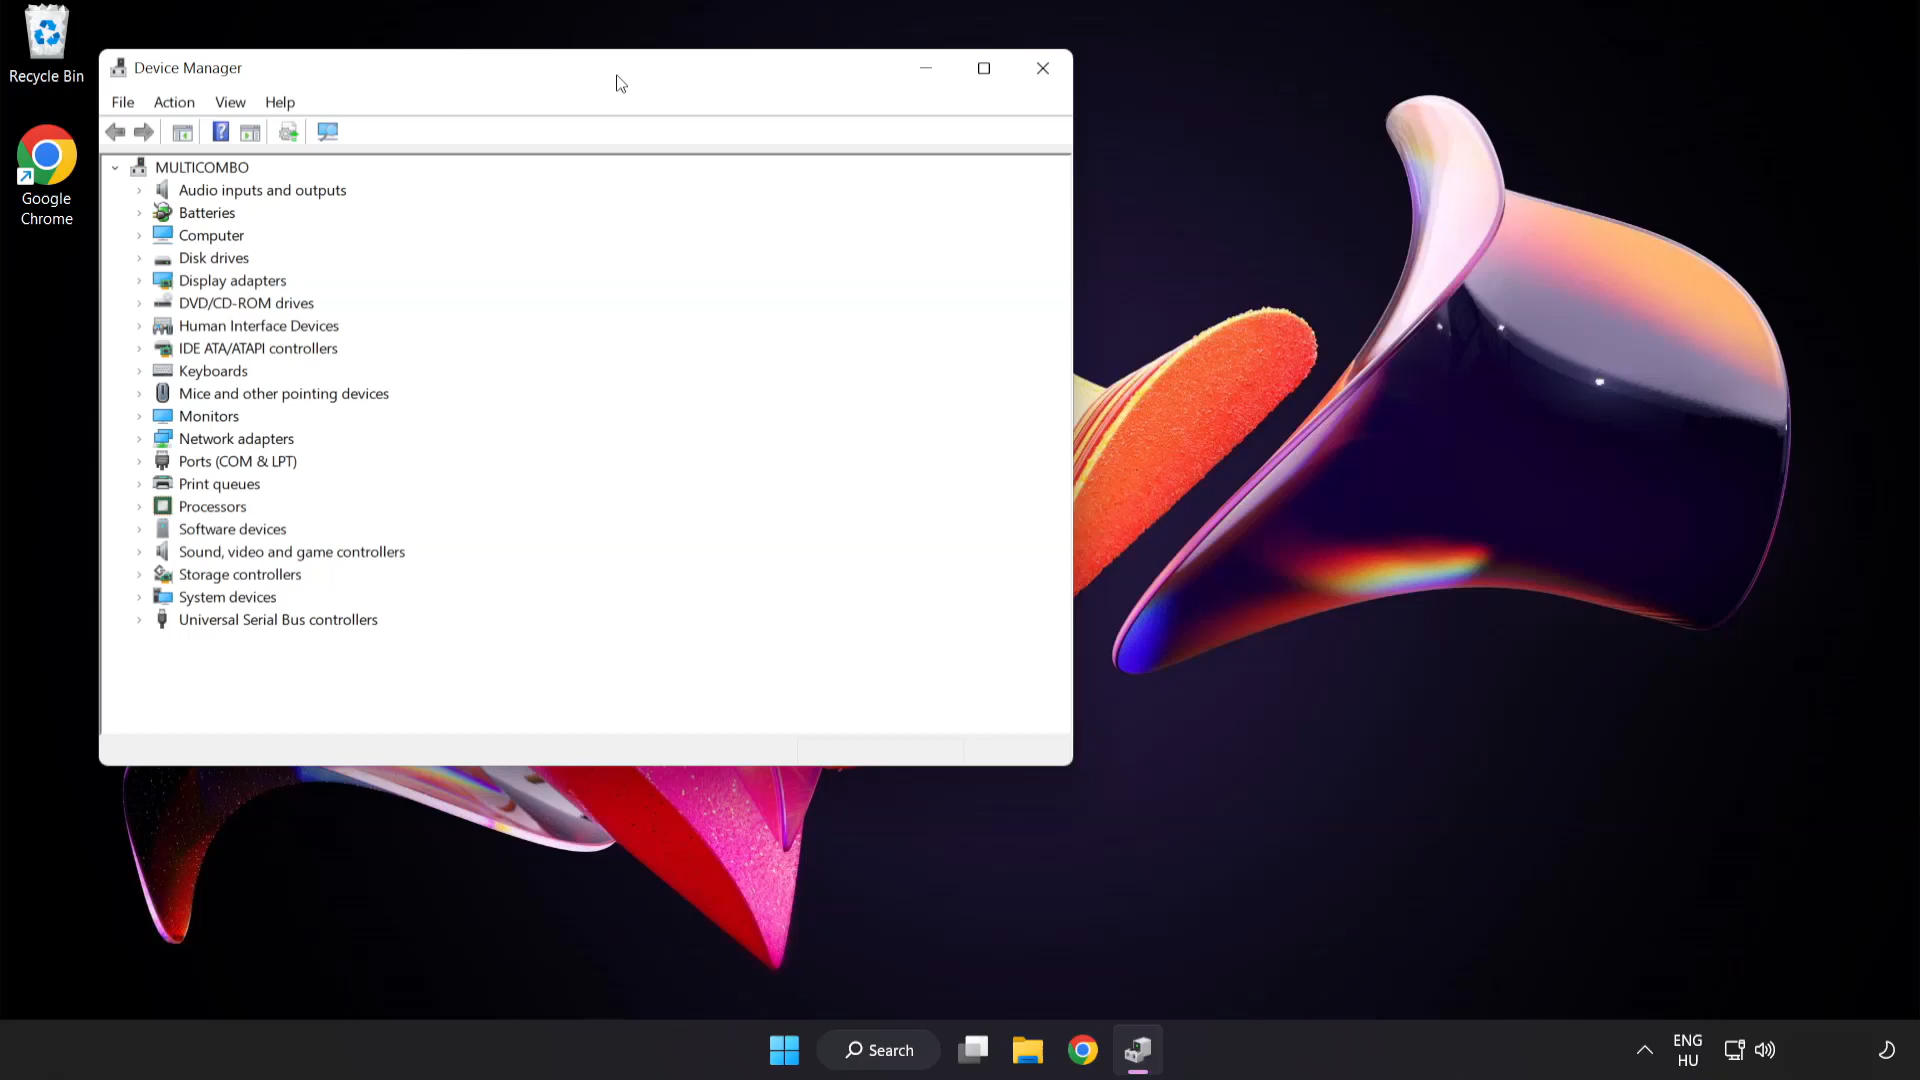 Recycle Bin
Google
Chrome
Device Manager
File Action View Help
MULTICOMBO
Audio inputs and outputs
Batteries
Computer
Disk drives
Display adapters
DVD/CD-ROM drives
Human Interface Devices
IDE ATA/ATAPI controllers
Keyboards
Mice and other pointing devices
Monitors
Network adapters
Ports (COM & LPT)
Print queues
Processors
Software devices
Sound, video and game controllers
Storage controllers
System devices
Universal Serial Bus controllers
Search
ENG
HU